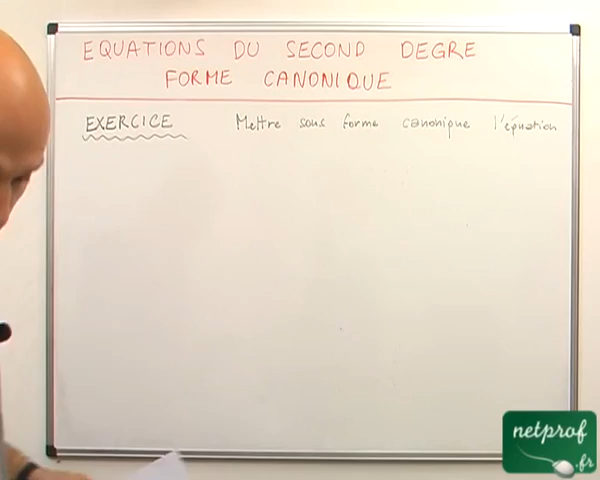 EQUATIONS DU SECOND DEGRE
FORME CANONIQUE
EXERCICE Mettre sous forme canonique l'équation
netprof
.fr